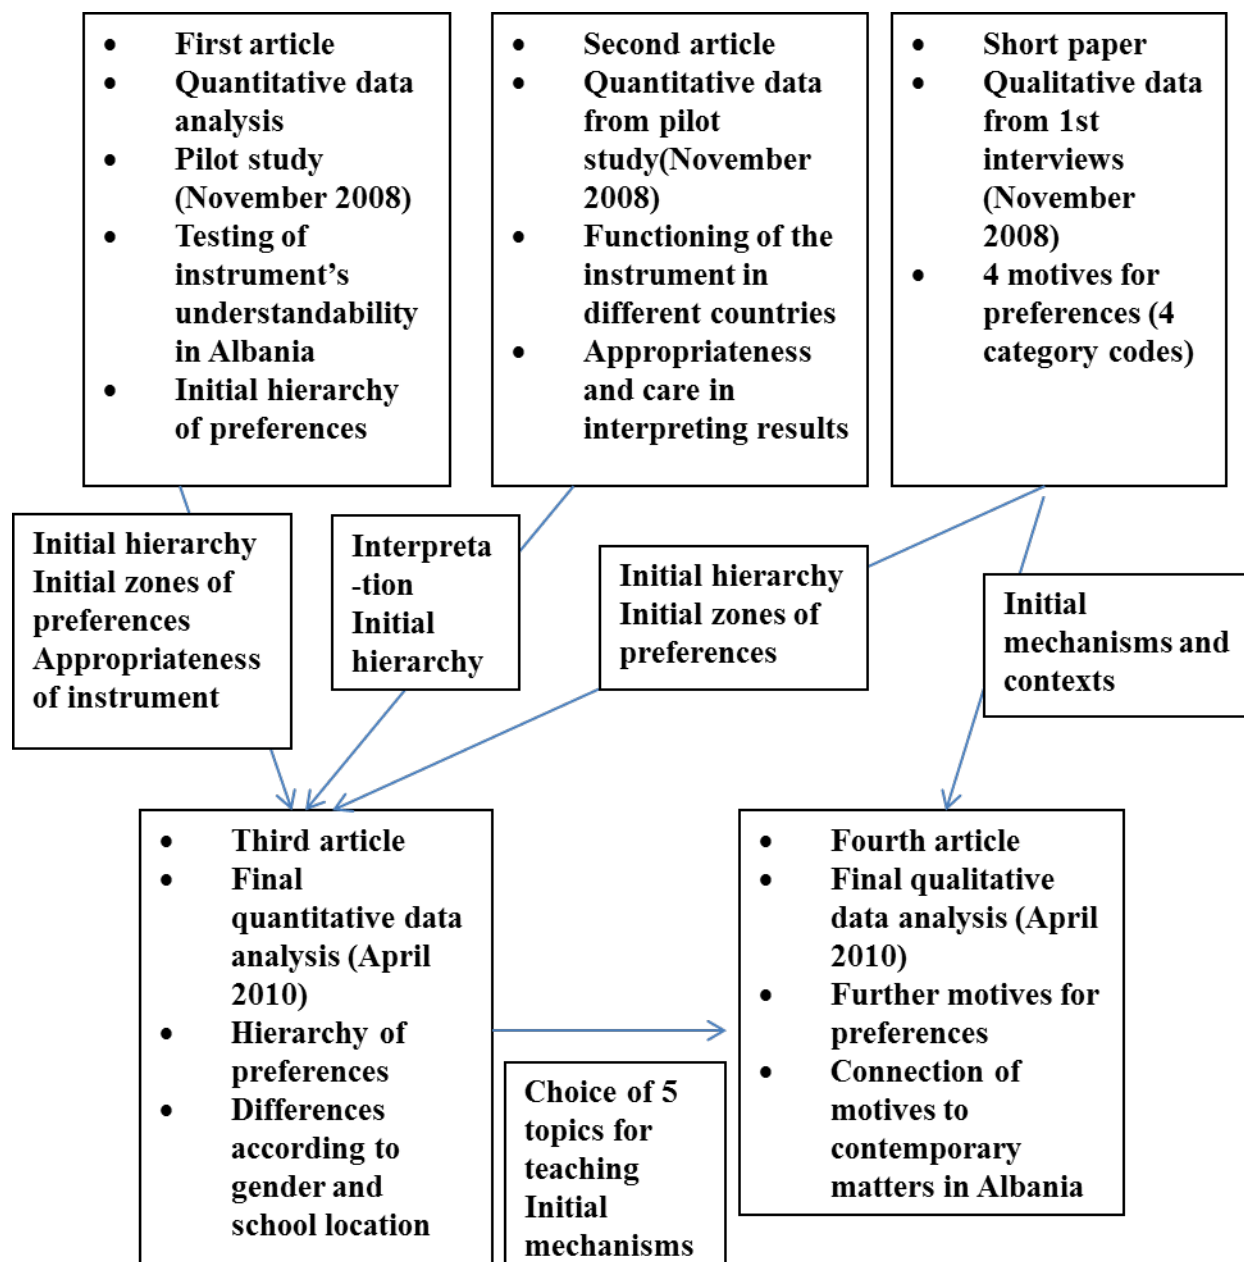 • First article
• Quantitative data
analysis
• Pilot study
(November 2008)
• Testing of
instrument’s
understandability
in Albania
• Initial hierarchy
of preferences
• Second article
• Quantitative data
from pilot
study(November
2008)
• Functioning of the
instrument in
different countries
• Appropriateness
and care in
interpreting results
• Short paper
• Qualitative data
from 1st
interviews
(November
2008)
• 4 motives for
preferences (4
category codes)
Initial hierarchy
Initial zones of
preferences
Appropriateness
of instrument
Interpreta
-tion
Initial
hierarchy
Initial hierarchy
Initial zones of
preferences
Initial
mechanisms and
contexts
• Third article
• Final
quantitative data
analysis (April
2010)
• Hierarchy of
preferences
• Differences
according to
gender and
school location
Choice of 5
topics for
teaching
Initial
mechanisms
• Fourth article
• Final qualitative
data analysis (April
2010)
• Further motives for
preferences
• Connection of
motives to
contemporary
matters in Albania